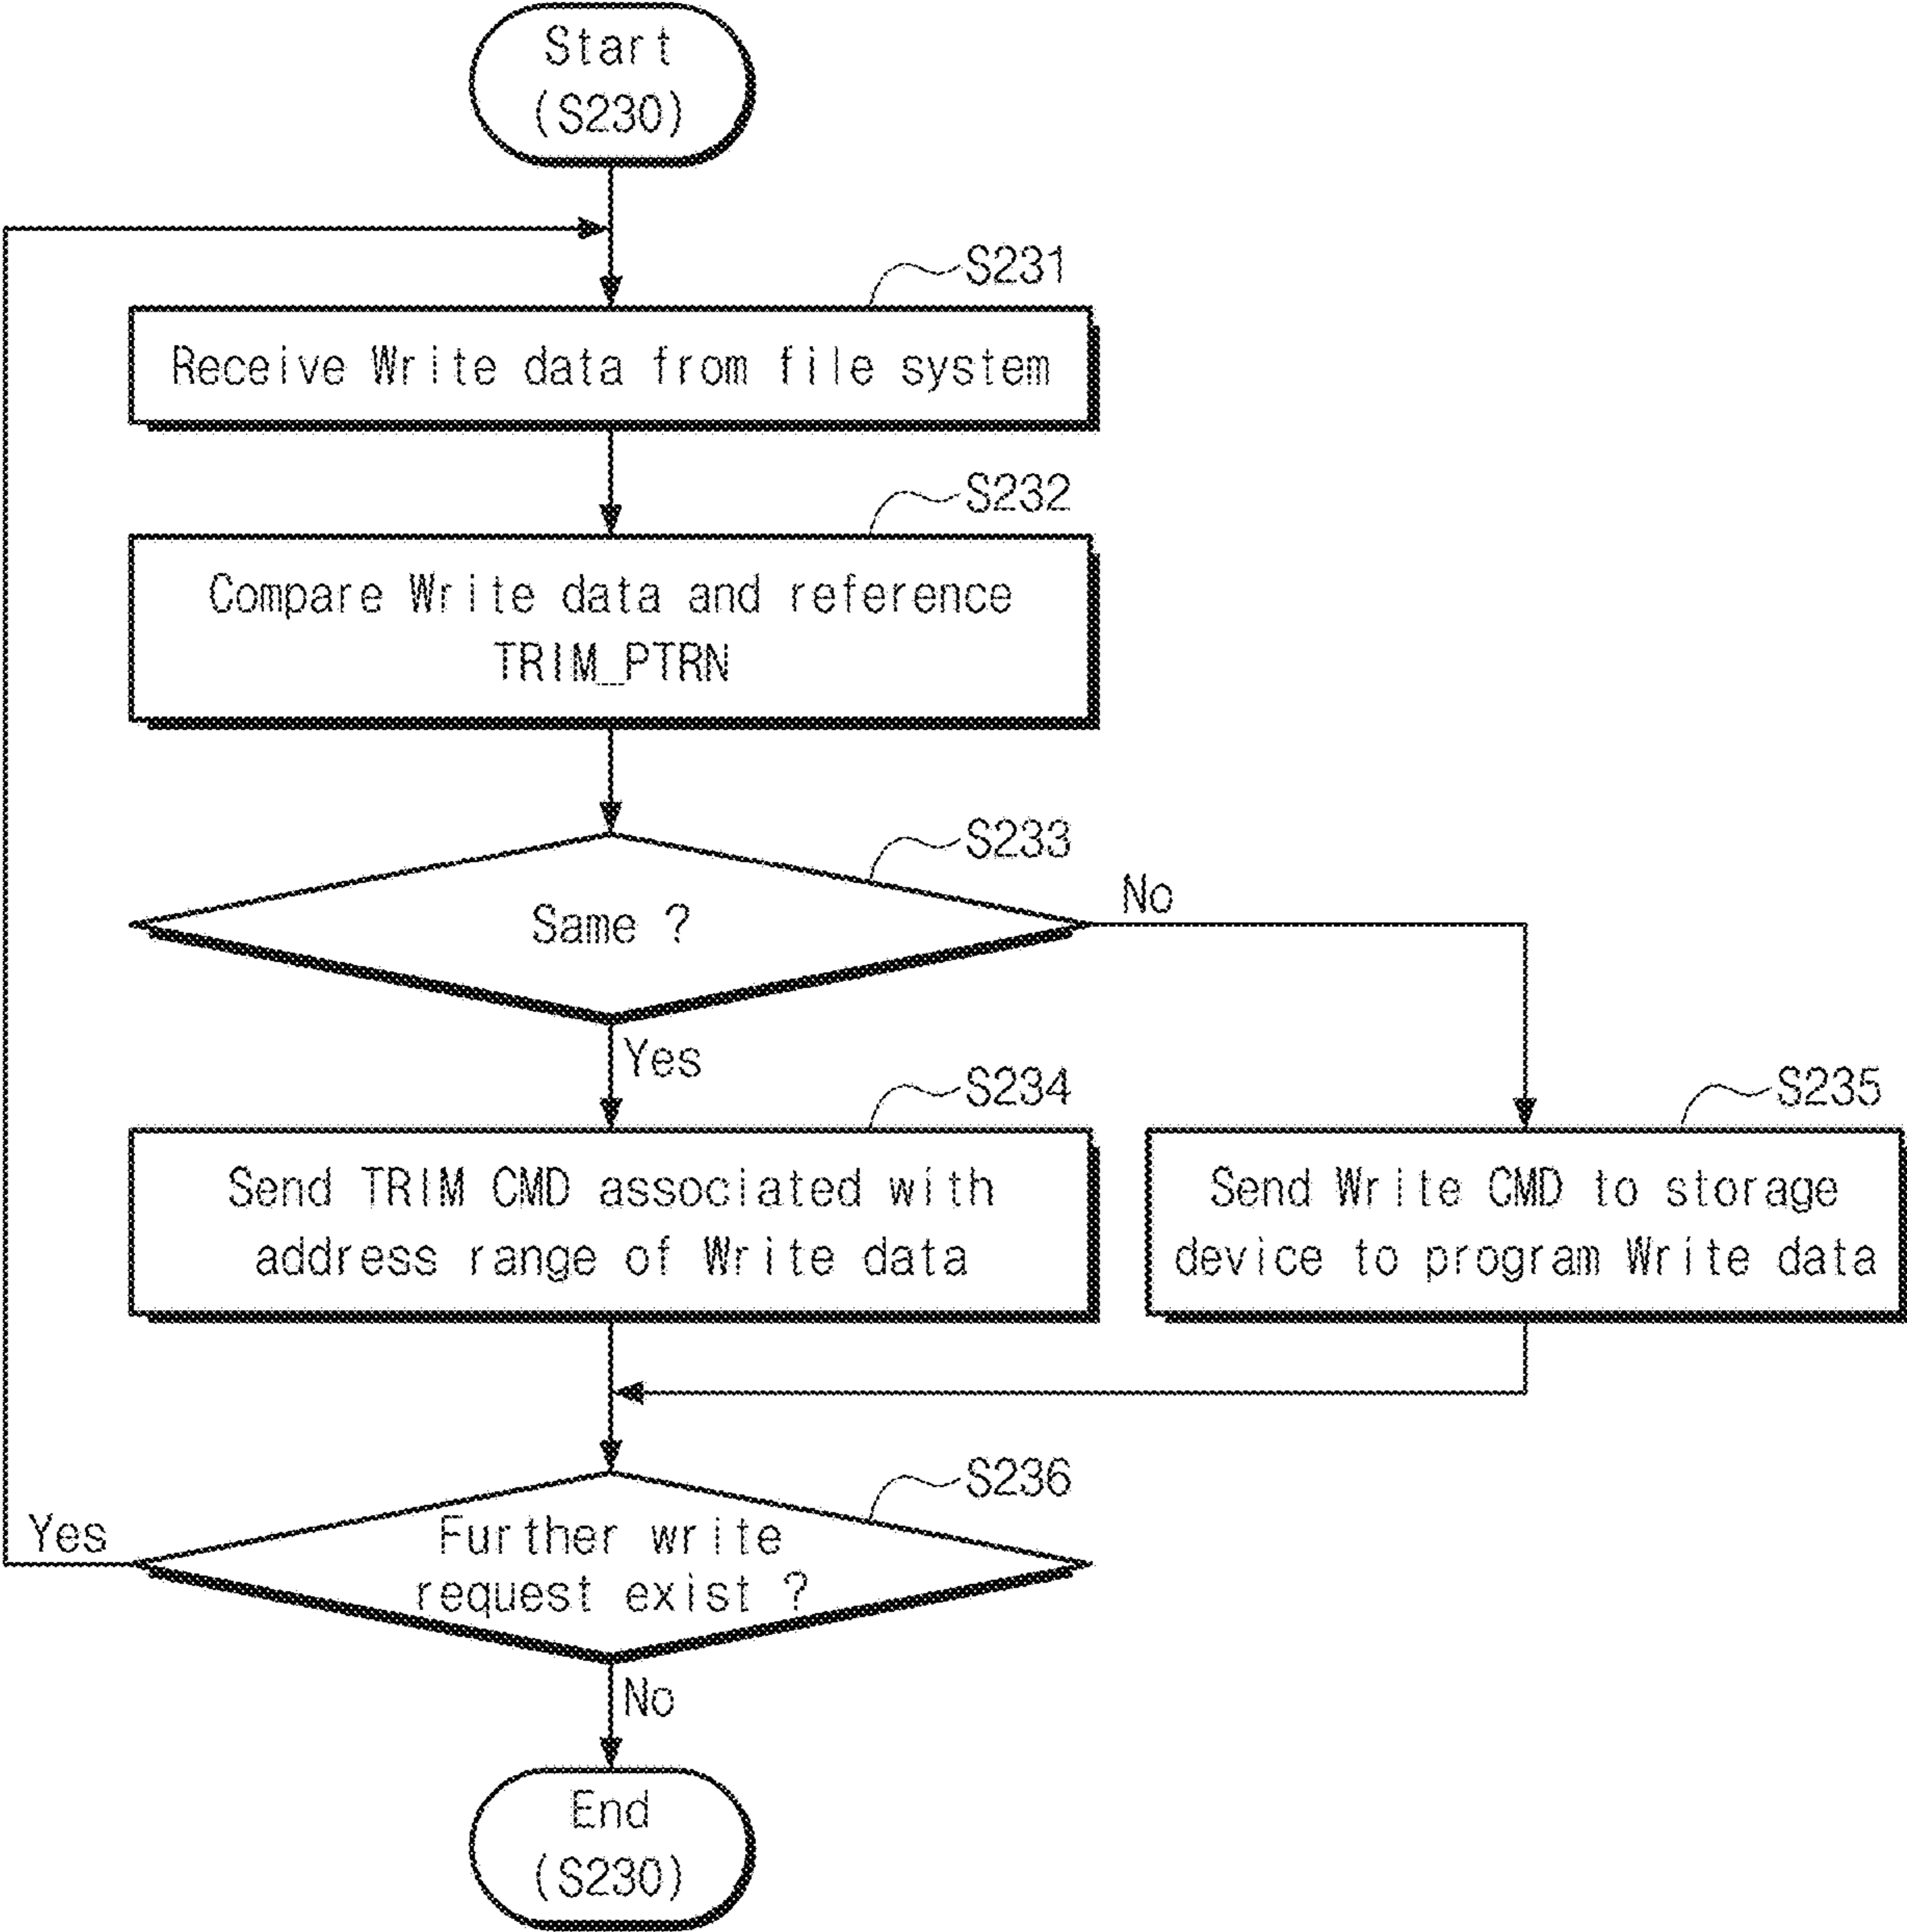 Start
(S230)
S231
Receive Write data from file system
S232
Compare Write data and reference
TRIM_PTRN
S233
Same ?
No
Yes
S234
Send TRIM CMD associated with
address range of Write data
S235
Send Write CMD to storage
device to program Write data
S236
Further write
request exist ?
Yes
No
End
(S230)